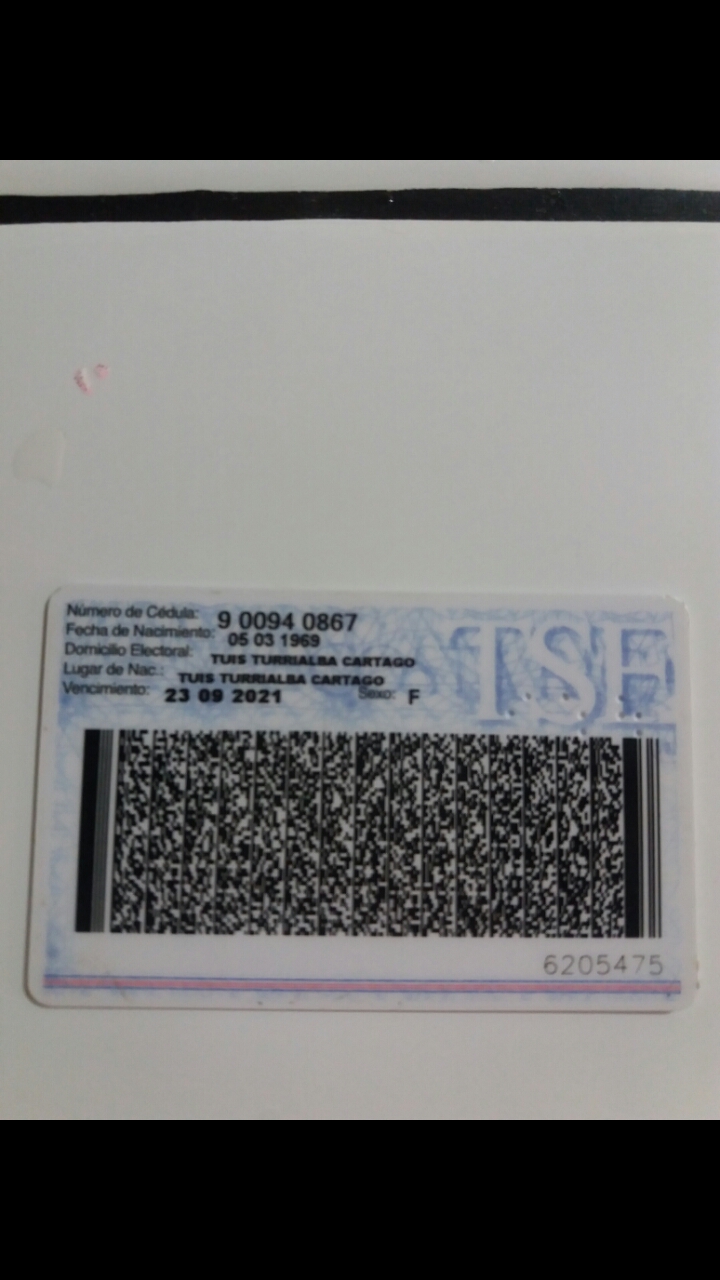 Número de Cédula: 9 0094 0867
Fecha de Nacimiento: 05 03 1969
Domicilio Electoral: TUIS TURRIALBA CARTAGO
Lugar de Nac.: TUIS TURRIALBA CARTAGO
Vencimiento: 23 09 2021 Sexo: F
TSE
6205475